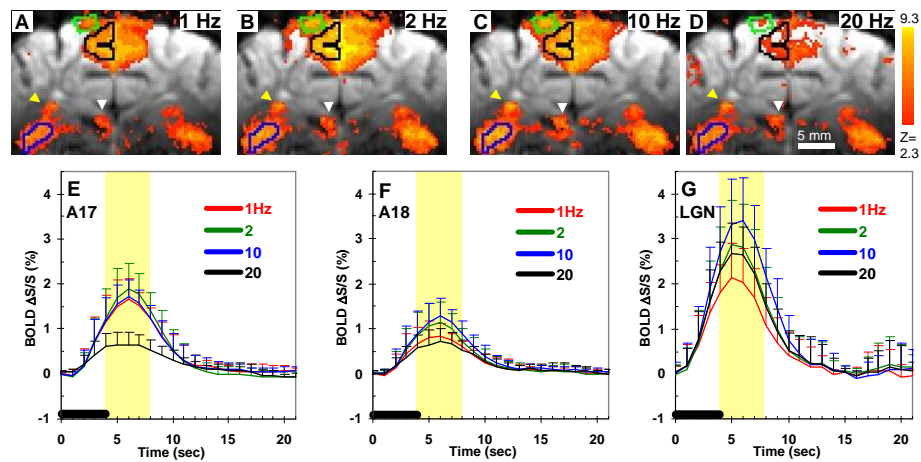 A 1 Hz
B 2 Hz
C 10 Hz
D 20 Hz
9.3
Z=
2.3
5 mm
E
A17
1Hz
2
10
20
BOLD ΔS/S (%)
4
3
2
1
0
-1
0 5 10 15 20
Time (sec)
F
A18
1Hz
2
10
20
BOLD ΔS/S (%)
4
3
2
1
0
-1
0 5 10 15 20
Time (sec)
G
LGN
1Hz
2
10
20
BOLD ΔS/S (%)
4
3
2
1
0
-1
0 5 10 15 20
Time (sec)